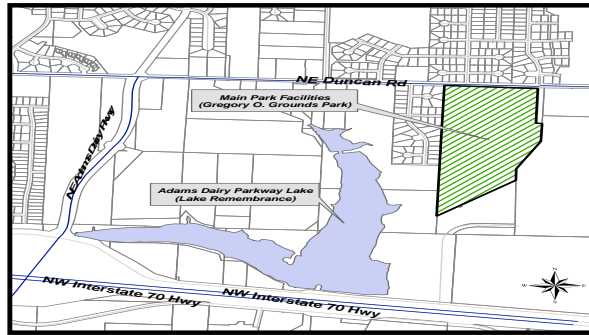 NE Duncan Rd
Main Park Facilities
(Gregory O. Grounds Park)
NE Adams Dairy Pkwy
Adams Dairy Parkway Lake
(Lake Remembrance)
N
W
E
S
NW Interstate 70 Hwy
NW Interstate 70 Hwy